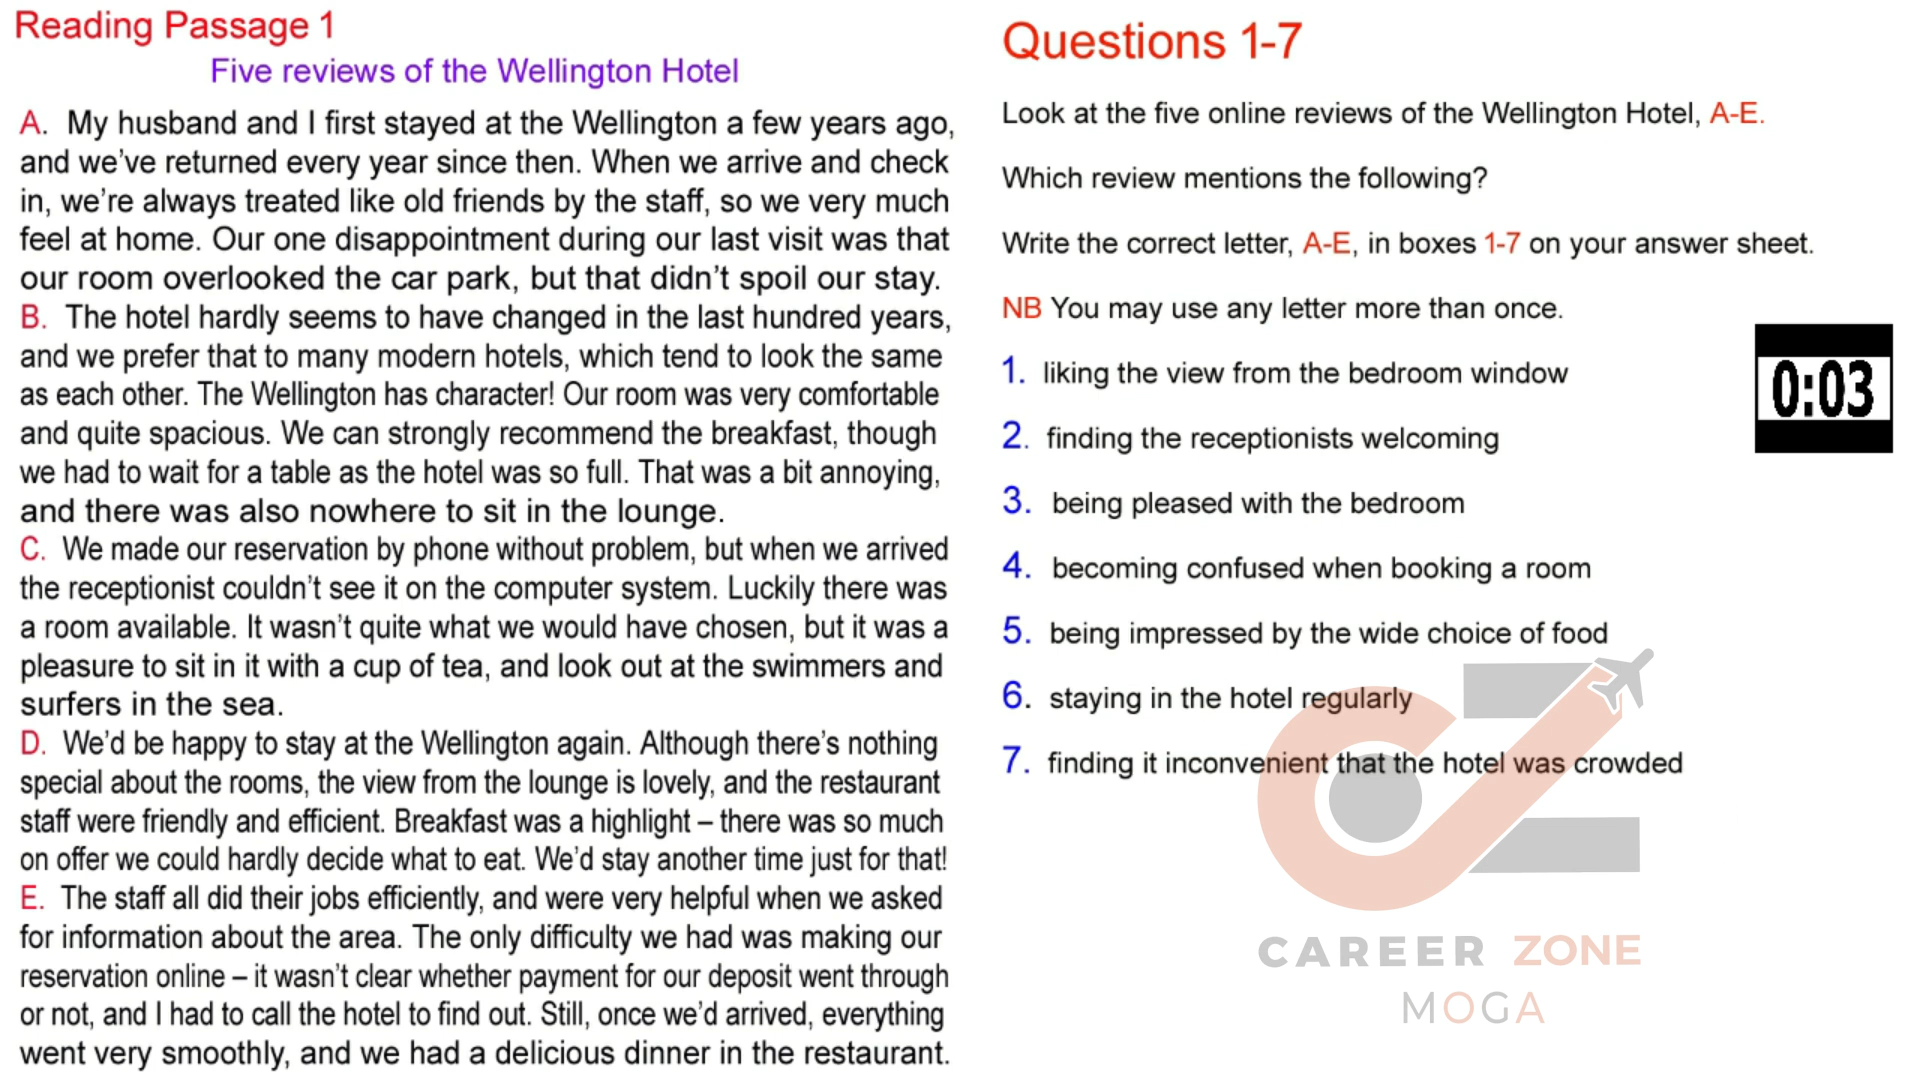 Reading Passage 1
Five reviews of the Wellington Hotel
A. My husband and I first stayed at the Wellington a few years ago,
and we've returned every year since then. When we arrive and check
in, we're always treated like old friends by the staff, so we very much
feel at home. Our one disappointment during our last visit was that
our room overlooked the car park, but that didn't spoil our stay.
B. The hotel hardly seems to have changed in the last hundred years,
and we prefer that to many modern hotels, which tend to look the same
as each other. The Wellington has character! Our room was very comfortable
and quite spacious. We can strongly recommend the breakfast, though
we had to wait for a table as the hotel was so full. That was a bit annoying,
and there was also nowhere to sit in the lounge.
C. We made our reservation by phone without problem, but when we arrived
the receptionist couldn't see it on the computer system. Luckily there was
a room available. It wasn't quite what we would have chosen, but it was a
pleasure to sit in it with a cup of tea, and look out at the swimmers and
surfers in the sea.
D. We'd be happy to stay at the Wellington again. Although there's nothing
special about the rooms, the view from the lounge is lovely, and the restaurant
staff were friendly and efficient. Breakfast was a highlight – there was so much
on offer we could hardly decide what to eat. We'd stay another time just for that!
E. The staff all did their jobs efficiently, and were very helpful when we asked
for information about the area. The only difficulty we had was making our
reservation online – it wasn't clear whether payment for our deposit went through
or not, and I had to call the hotel to find out. Still, once we'd arrived, everything
went very smoothly, and we had a delicious dinner in the restaurant.
Questions 1-7
Look at the five online reviews of the Wellington Hotel, A-E.
Which review mentions the following?
Write the correct letter, A-E, in boxes 1-7 on your answer sheet.
NB You may use any letter more than once.
1. liking the view from the bedroom window
2. finding the receptionists welcoming
3. being pleased with the bedroom
4. becoming confused when booking a room
5. being impressed by the wide choice of food
6. staying in the hotel regularly
7. finding it inconvenient that the hotel was crowded
0:03
CAREER ZONE
MOGA